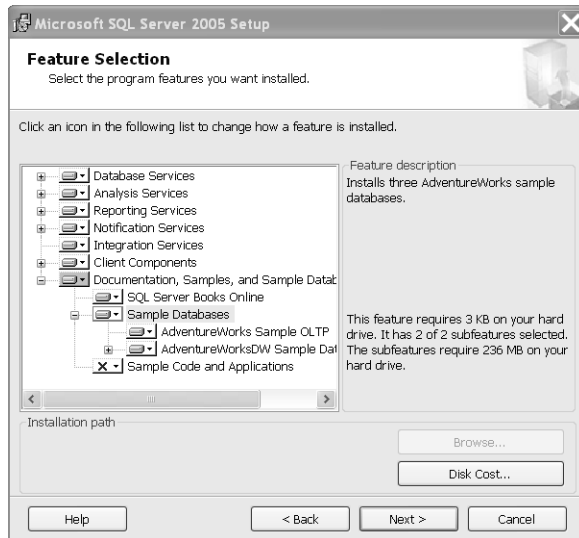 Microsoft SQL Server 2005 Setup
Feature Selection
Select the program features you want installed.
Click an icon in the following list to change how a feature is installed.
Database Services
Analysis Services
Reporting Services
Notification Services
Integration Services
Client Components
Documentation, Samples, and Sample Datab
SQL Server Books Online
Sample Databases
AdventureWorks Sample OLTP
AdventureWorksDW Sample Dat
Sample Code and Applications
Feature description
Installs three AdventureWorks sample
databases.
This feature requires 3 KB on your hard
drive. It has 2 of 2 subfeatures selected.
The subfeatures require 236 MB on your
hard drive.
Installation path
Browse...
Disk Cost...
Help
< Back
Next >
Cancel